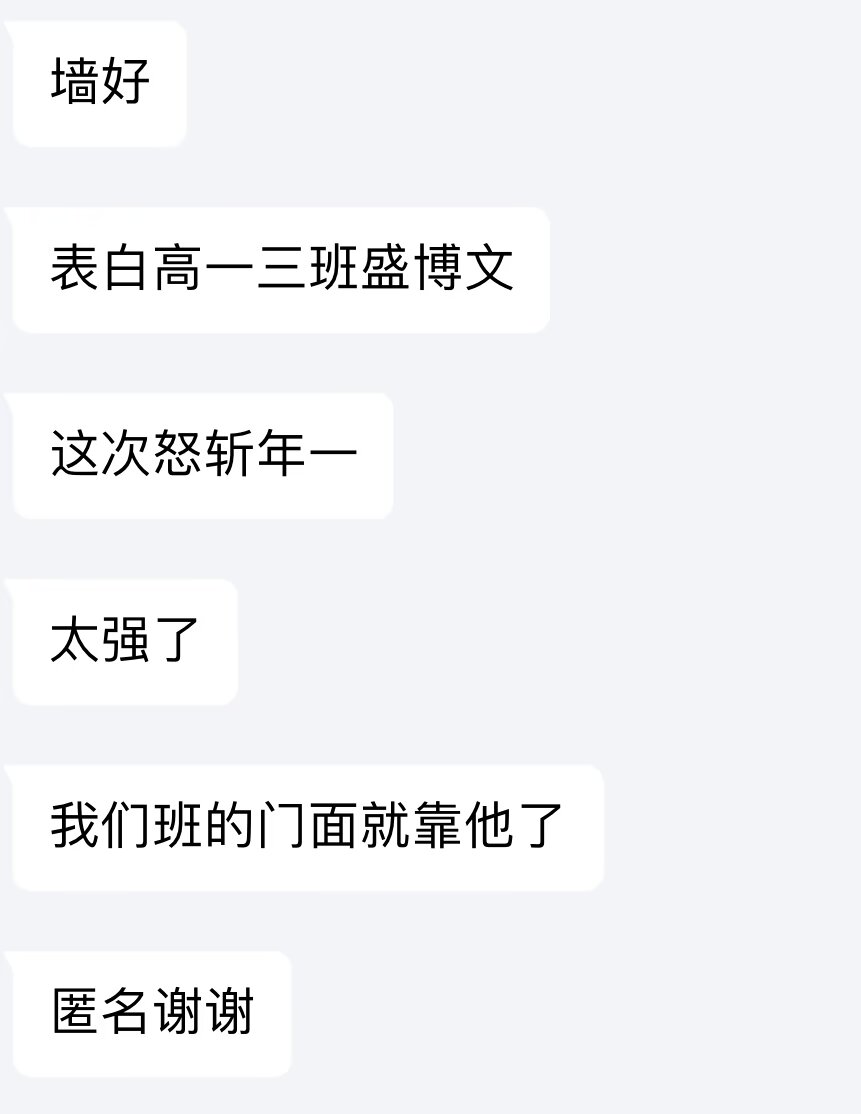 墙好
表白高一三班盛博文
这次怒斩年一
太强了
我们班的门面就靠他了
匿名谢谢